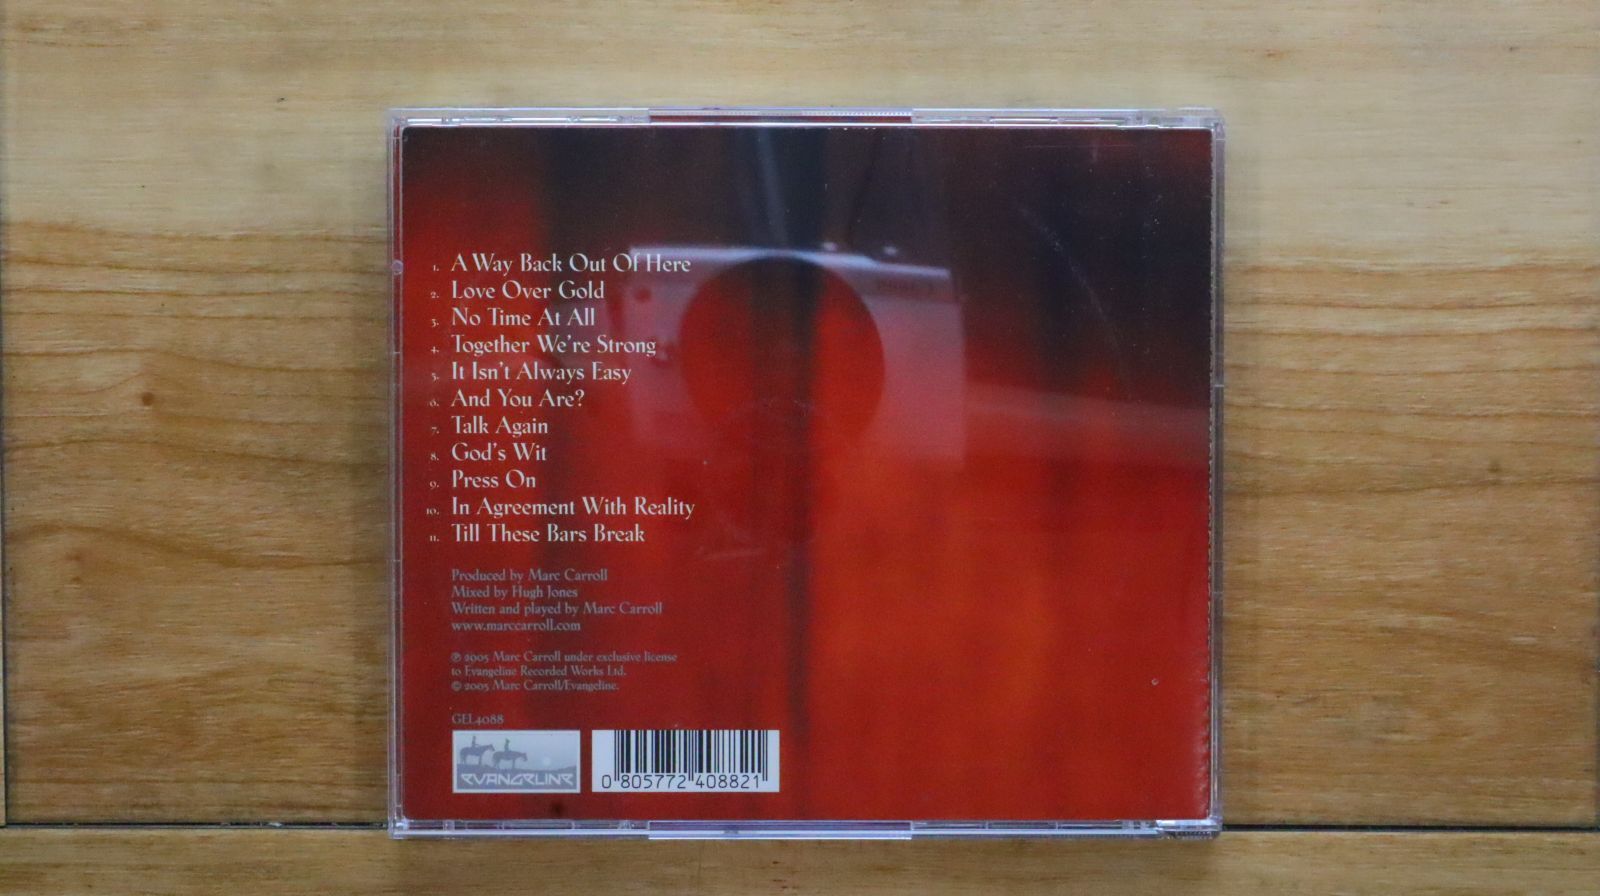 1. A Way Back Out Of Here
2. Love Over Gold
3. No Time At All
4. Together We're Strong
5. It Isn't Always Easy
6. And You Are?
7. Talk Again
8. God's Wit
9. Press On
10. In Agreement With Reality
11. Till These Bars Break
Produced by Marc Carroll
Mixed by Hugh Jones
Written and played by Marc Carroll
www.marccarroll.com
℗ 2005 Marc Carroll under exclusive license
to Evangeline Recorded Works Ltd.
© 2005 Marc Carroll/Evangeline.
GEL4088
EVANGELINE
0 805772 408821